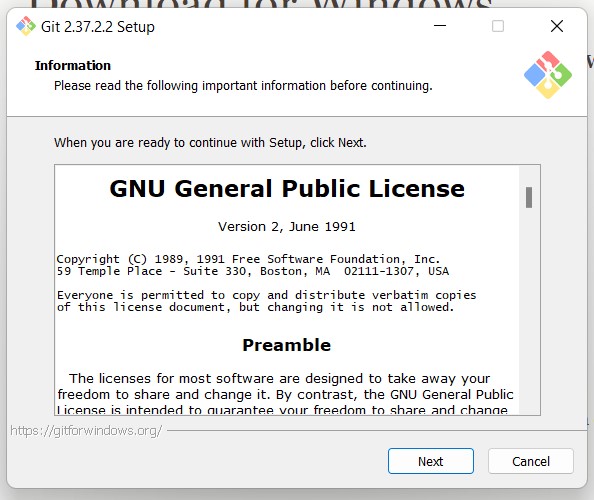 Download for Windows
Git 2.37.2.2 Setup
Information
Please read the following important information before continuing.
When you are ready to continue with Setup, click Next.
GNU General Public License
Version 2, June 1991
Copyright (C) 1989, 1991 Free Software Foundation, Inc.
59 Temple Place - Suite 330, Boston, MA  02111-1307, USA
Everyone is permitted to copy and distribute verbatim copies
of this license document, but changing it is not allowed.
Preamble
The licenses for most software are designed to take away your
freedom to share and change it. By contrast, the GNU General Public
License is intended to guarantee your freedom to share and change
https://gitforwindows.org/
Next
Cancel